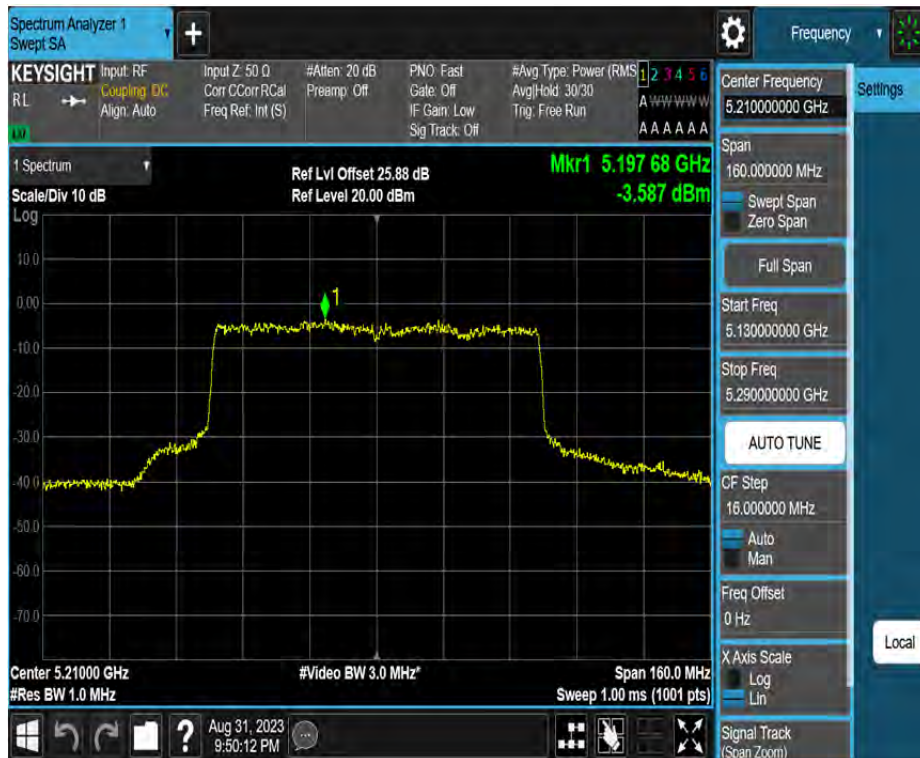 Spectrum Analyzer 1
Swept SA
Frequency
KEYSIGHT
RL
Input: RF
Coupling: DC
Align: Auto
Input Z: 50 Ω
Corr CCorr RCal
Freq Ref: Int (S)
#Atten: 20 dB
Preamp: Off
PNO: Fast
Gate: Off
IF Gain: Low
Sig Track: Off
#Avg Type: Power (RMS
Avg|Hold: 30/30
Trig: Free Run
1 2 3 4 5 6
A W W W W W
A A A A A A
1 Spectrum
Scale/Div 10 dB
Log
Ref Lvl Offset 25.88 dB
Ref Level 20.00 dBm
Mkr1 5.197 68 GHz
-3.587 dBm
10.0
0.00
-10.0
-20.0
-30.0
-40.0
-50.0
-60.0
-70.0
1
Center 5.21000 GHz
#Res BW 1.0 MHz
#Video BW 3.0 MHz*
Span 160.0 MHz
Sweep 1.00 ms (1001 pts)
?
Aug 31, 2023
9:50:12 PM
Center Frequency
5.210000000 GHz
Span
160.000000 MHz
Swept Span
Zero Span
Full Span
Start Freq
5.130000000 GHz
Stop Freq
5.290000000 GHz
AUTO TUNE
CF Step
16.000000 MHz
Auto
Man
Freq Offset
0 Hz
X Axis Scale
Log
Lin
Signal Track
(Span Zoom)
Settings
Local